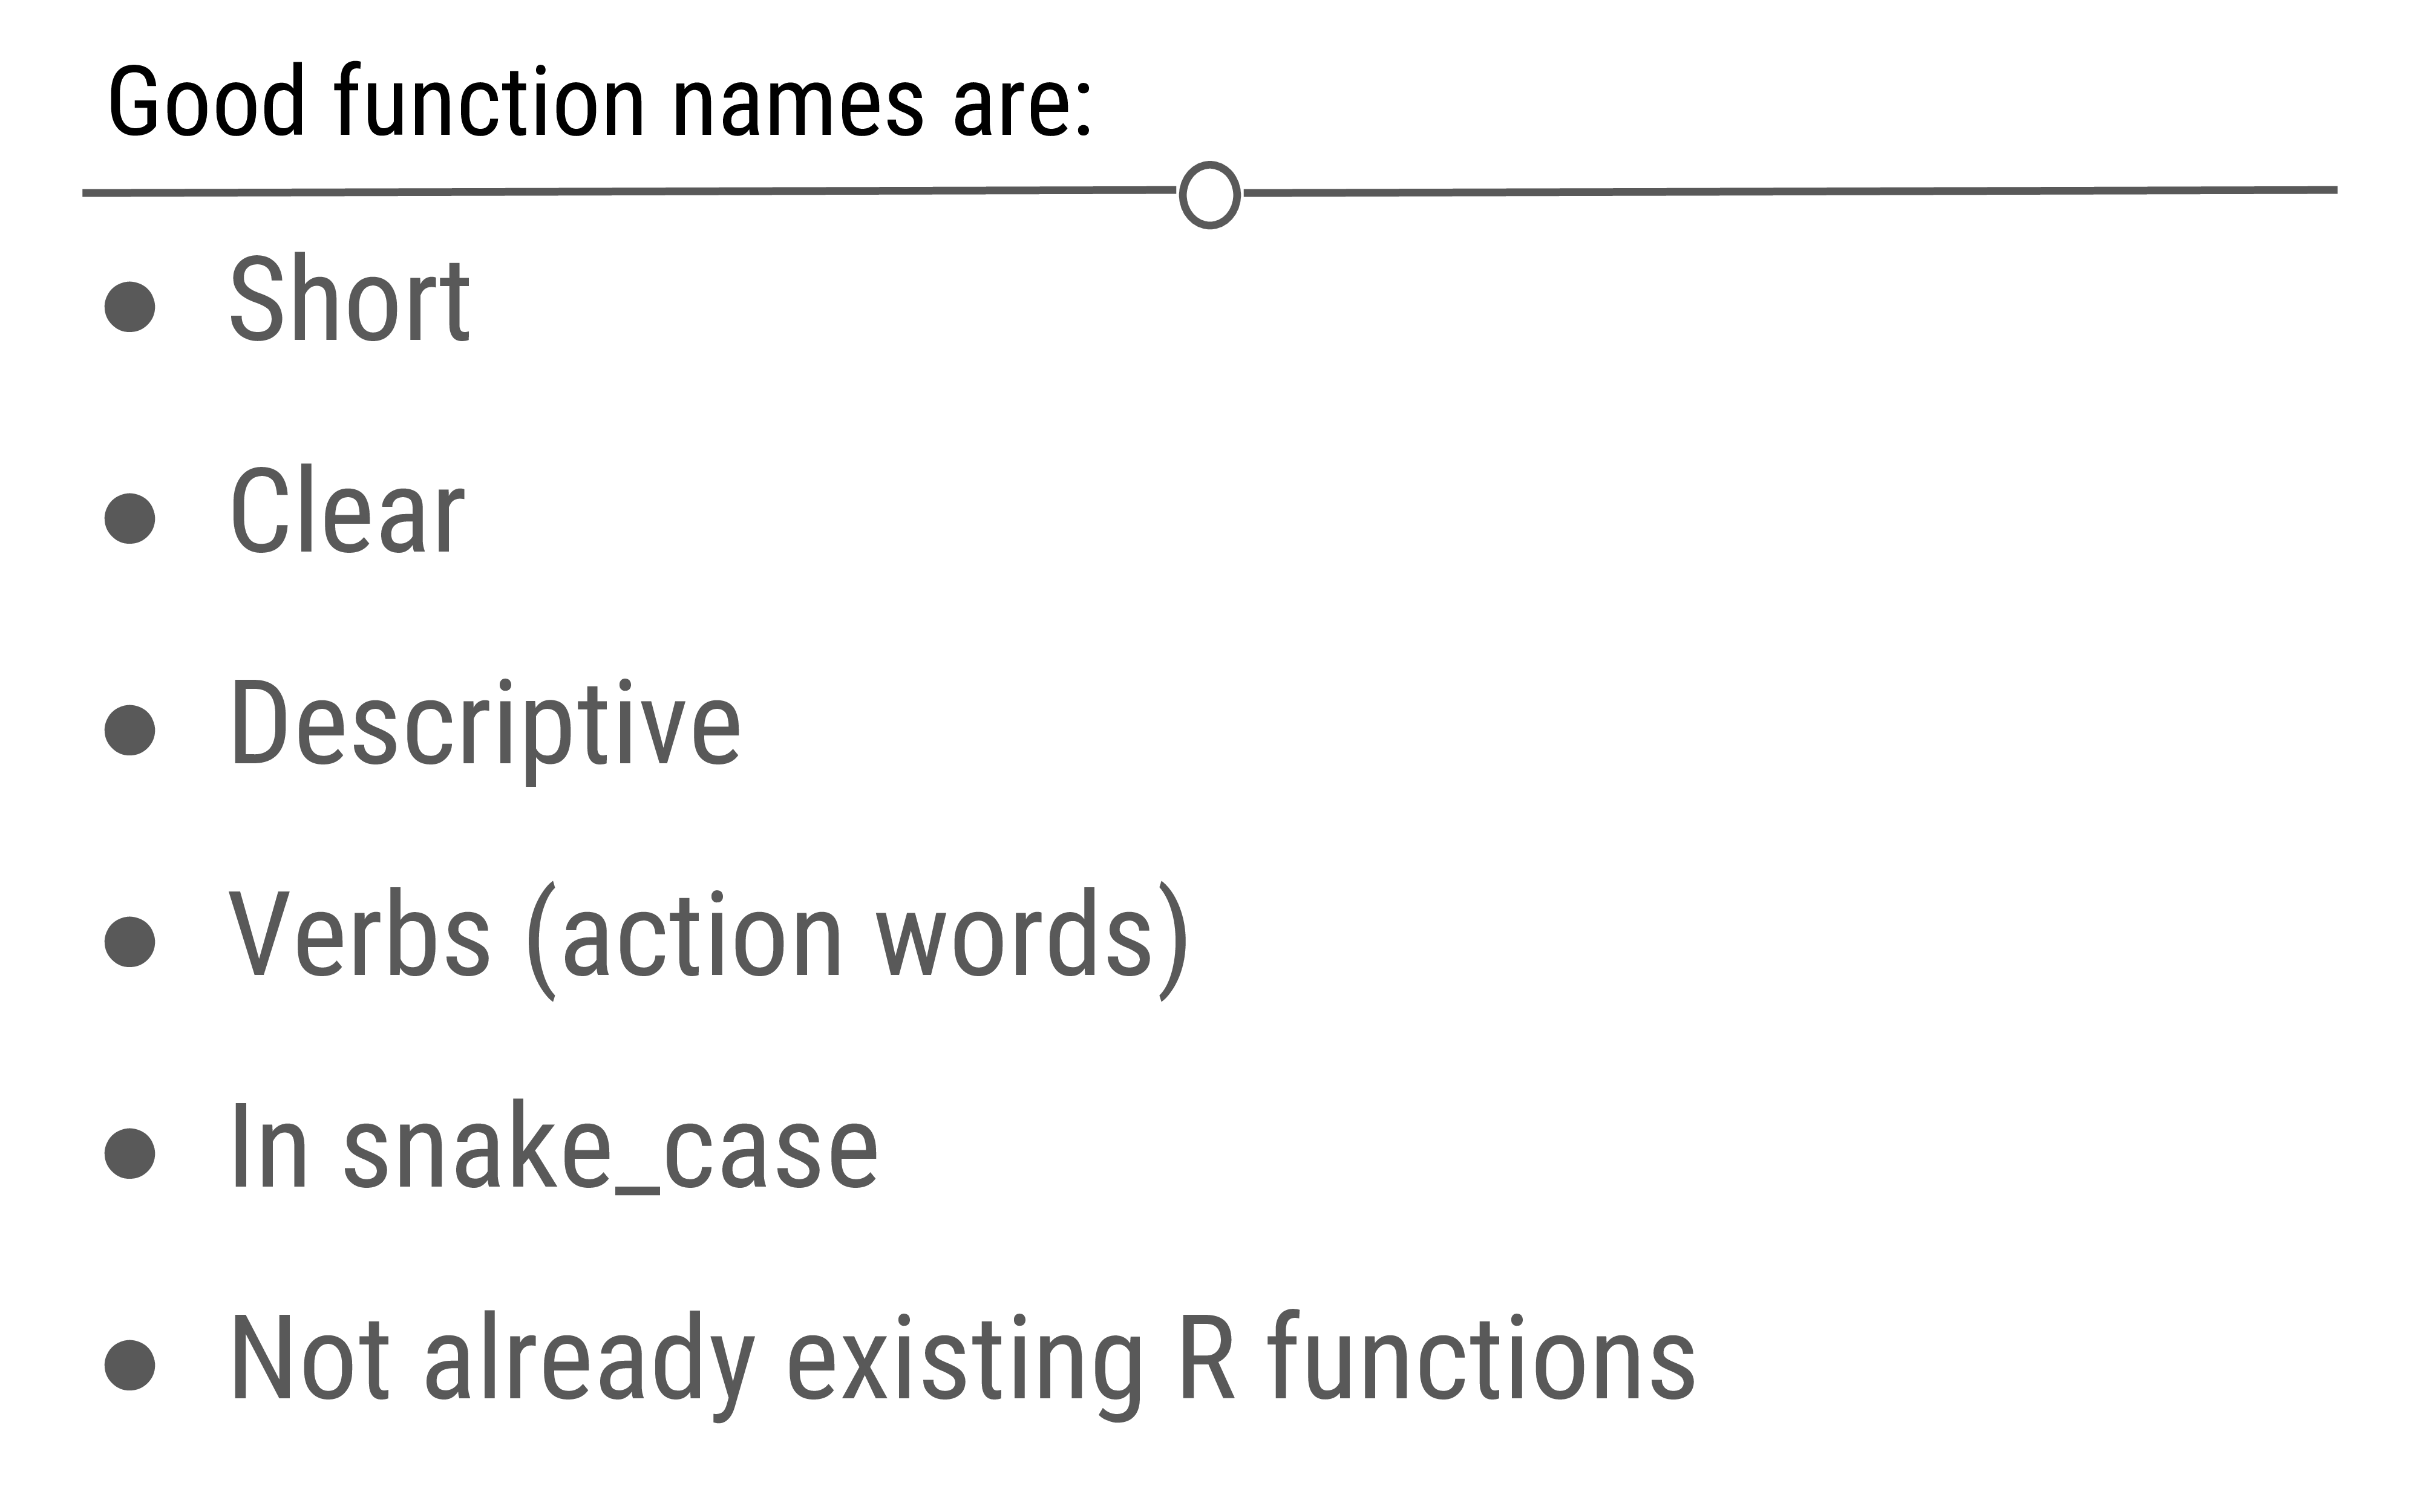 Good function names are:
● Short
● Clear
● Descriptive
● Verbs (action words)
● In snake_case
● Not already existing R functions